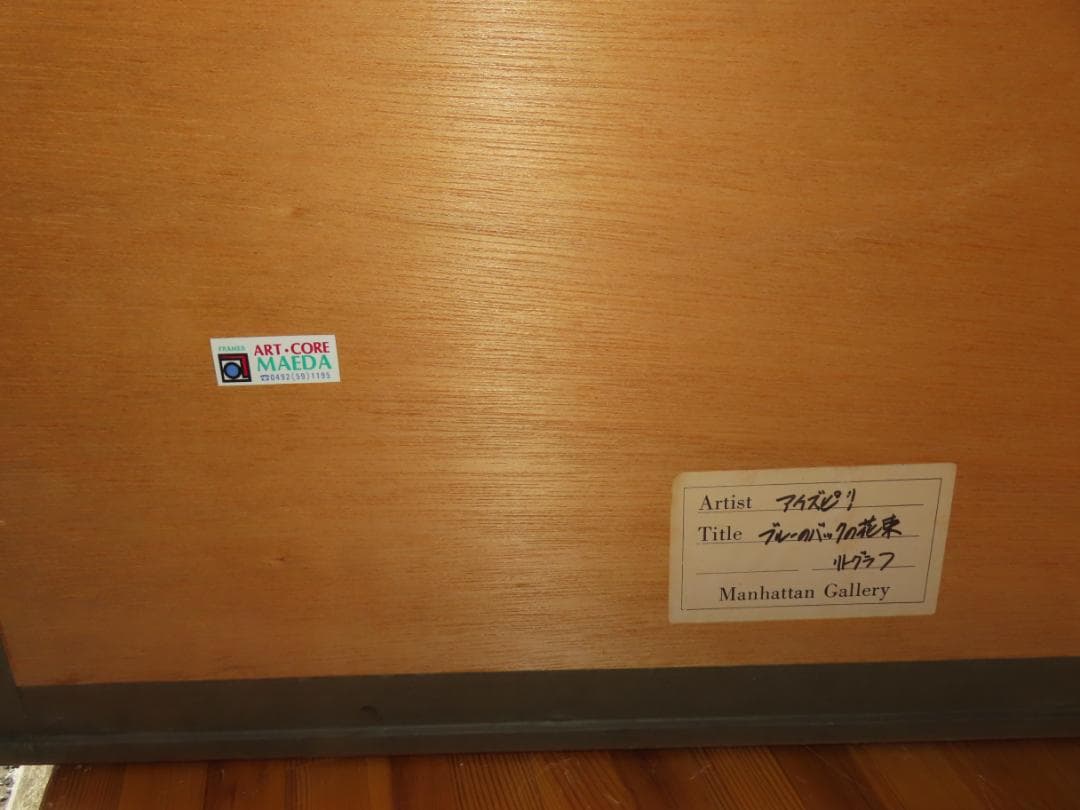 FRAMES
ART・CORE
MAEDA
☎0492(59)1195
Artist アイズピリ
Title ブルーのバックの花束
リトグラフ
Manhattan Gallery